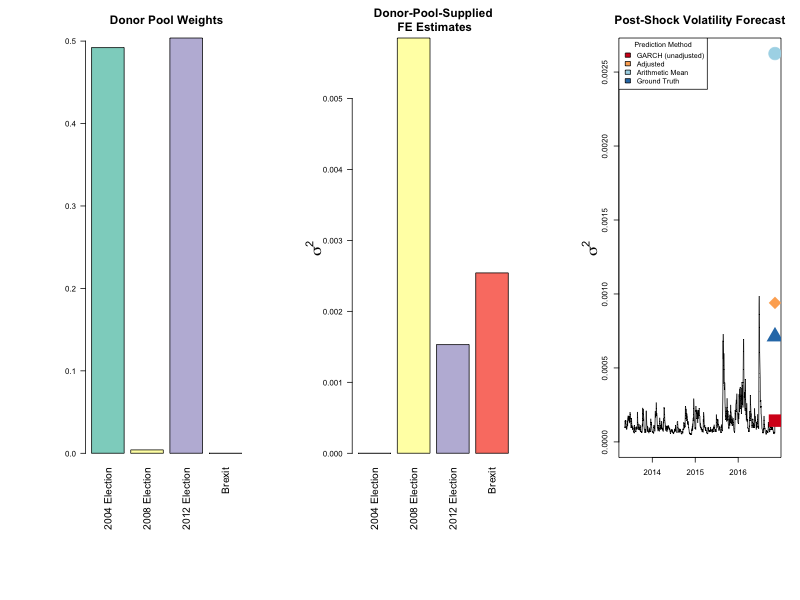 Donor Pool Weights
0.5
0.4
0.3
0.2
0.1
0.0
2004 Election
2008 Election
2012 Election
Brexit
Donor-Pool-Supplied
FE Estimates
σ²
0.005
0.004
0.003
0.002
0.001
0.000
2004 Election
2008 Election
2012 Election
Brexit
Post-Shock Volatility Forecast
σ²
0.0025
0.0020
0.0015
0.0010
0.0005
0.0000
Prediction Method
GARCH (unadjusted)
Adjusted
Arithmetic Mean
Ground Truth
2014 2015 2016